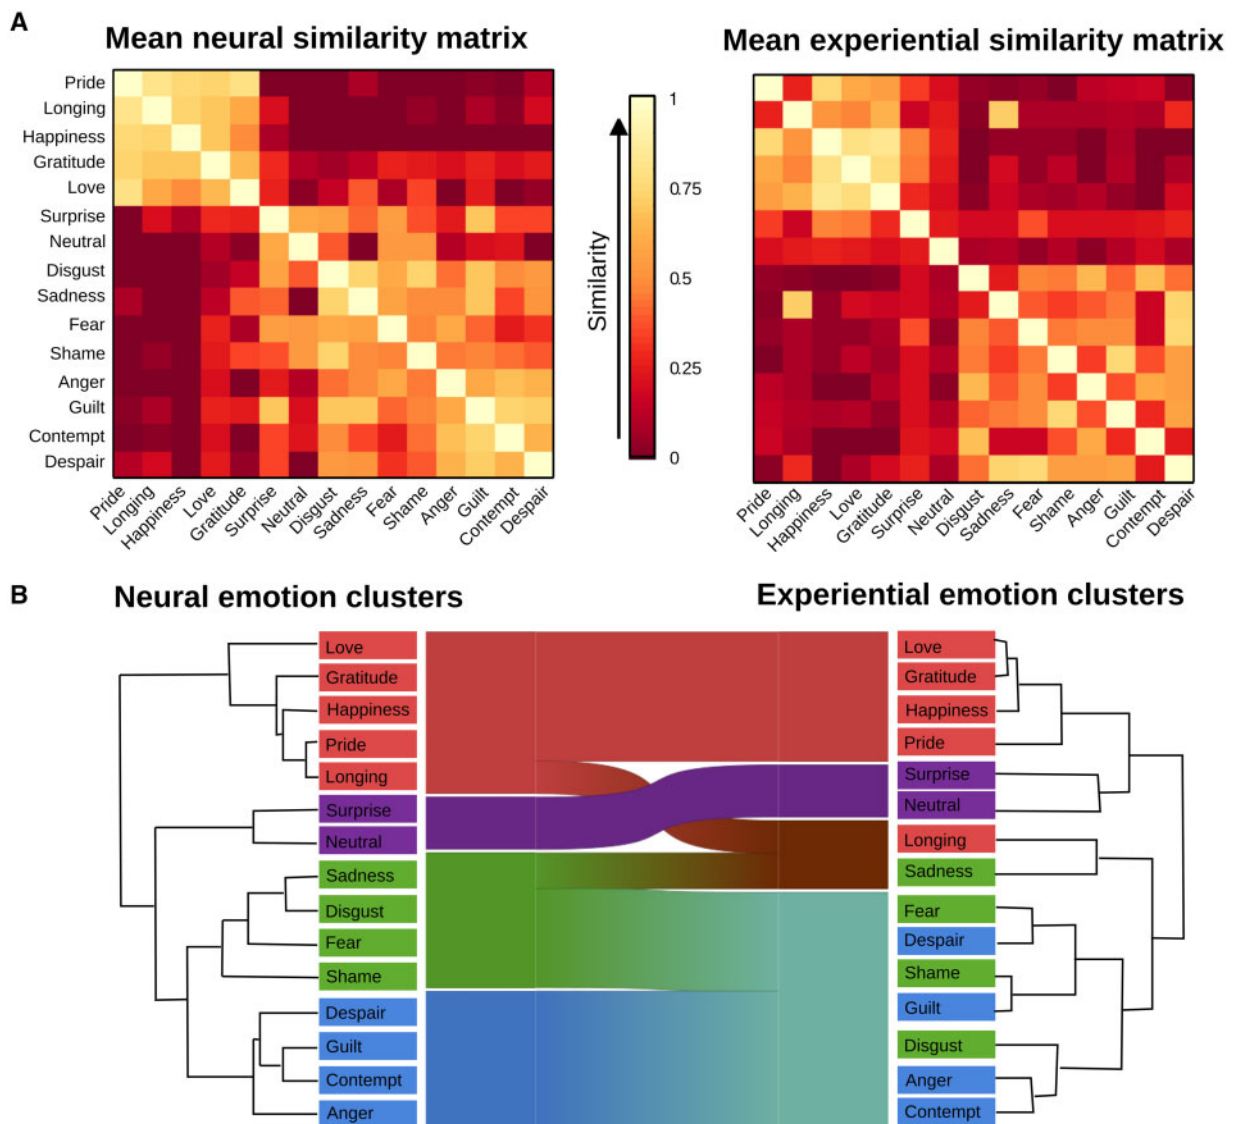 A
Mean neural similarity matrix
Mean experiential similarity matrix
Pride
Longing
Happiness
Gratitude
Love
Surprise
Neutral
Disgust
Sadness
Fear
Shame
Anger
Guilt
Contempt
Despair
Pride
Longing
Happiness
Love
Gratitude
Surprise
Neutral
Disgust
Sadness
Fear
Shame
Anger
Guilt
Contempt
Despair
Similarity
1
0.75
0.5
0.25
0
Pride
Longing
Happiness
Love
Gratitude
Surprise
Neutral
Disgust
Sadness
Fear
Shame
Anger
Guilt
Contempt
Despair
B
Neural emotion clusters
Experiential emotion clusters
Love
Gratitude
Happiness
Pride
Longing
Surprise
Neutral
Sadness
Disgust
Fear
Shame
Despair
Guilt
Contempt
Anger
Love
Gratitude
Happiness
Pride
Surprise
Neutral
Longing
Sadness
Fear
Despair
Shame
Guilt
Disgust
Anger
Contempt